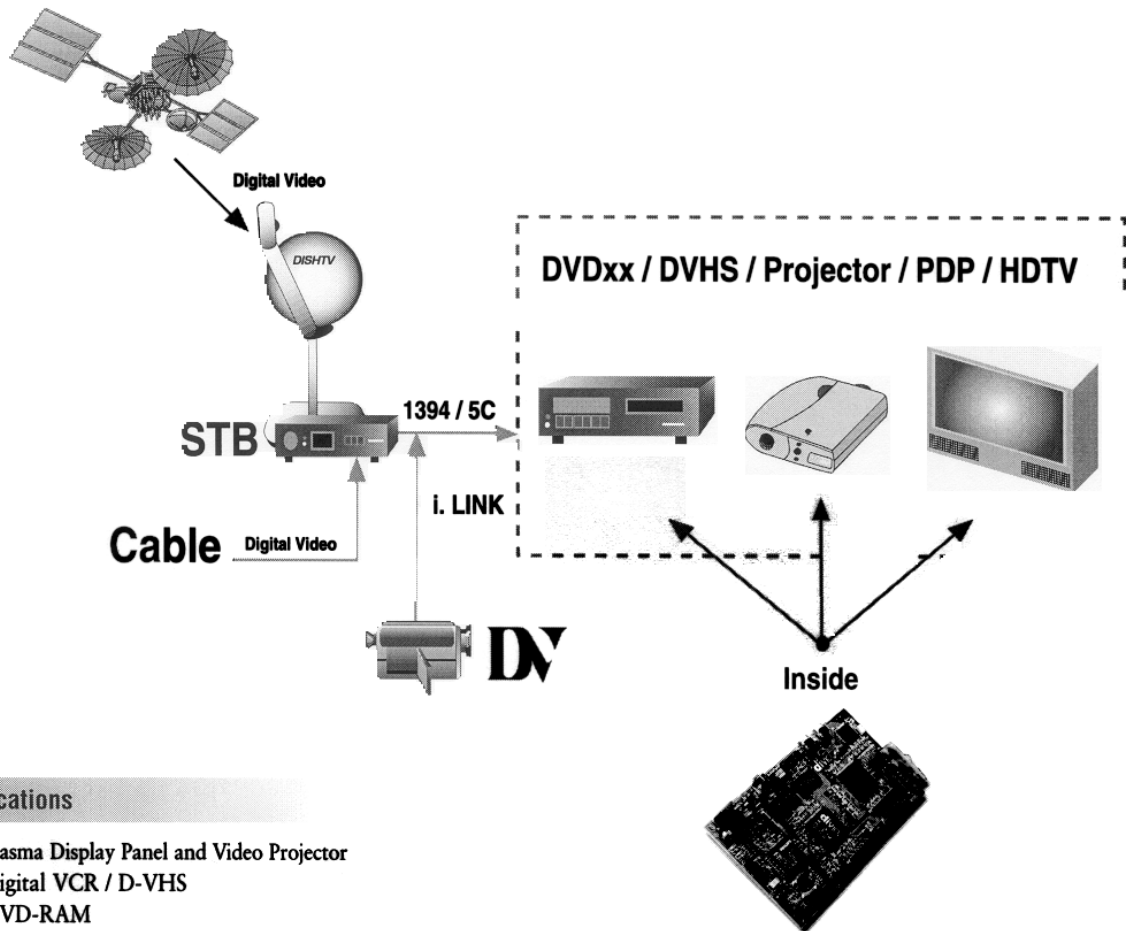 Digital Video
DISHTV
DVDxx / DVHS / Projector / PDP / HDTV
1394 / 5C
STB
i. LINK
Cable
Digital Video
DV
Inside
cations
asma Display Panel and Video Projector
igital VCR / D-VHS
VD-RAM